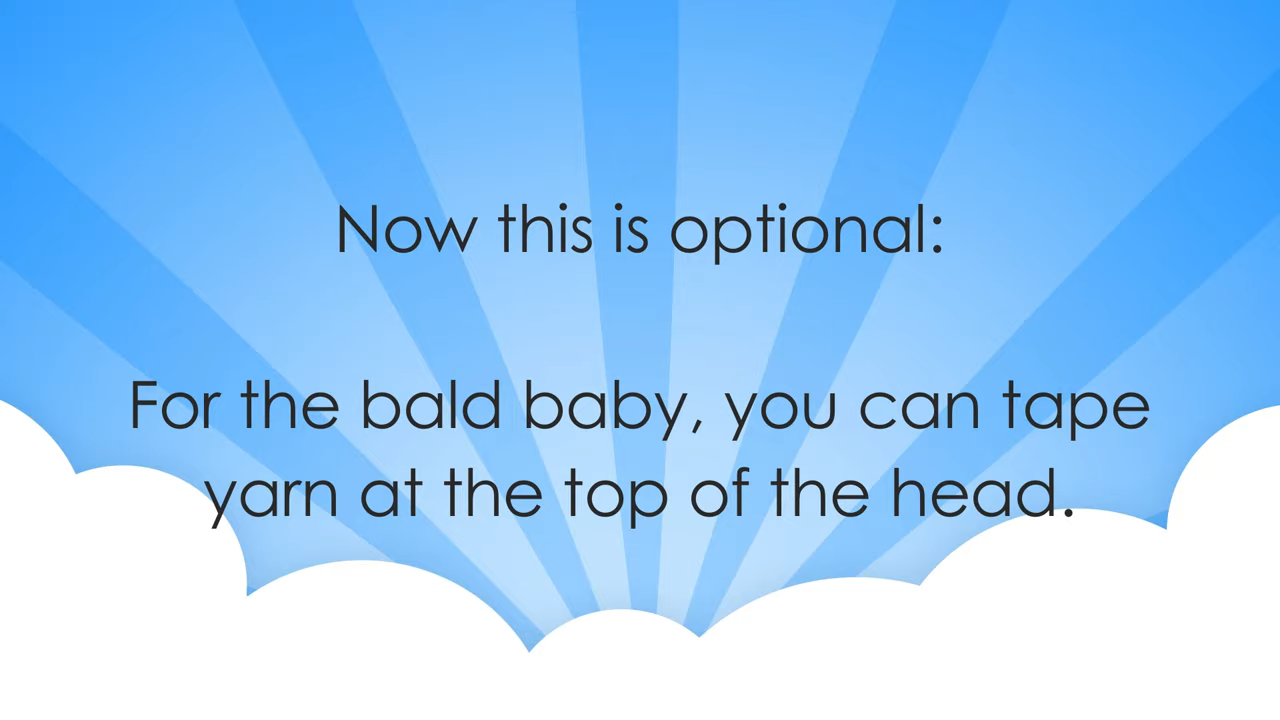 Now this is optional:
For the bald baby, you can tape
yarn at the top of the head.